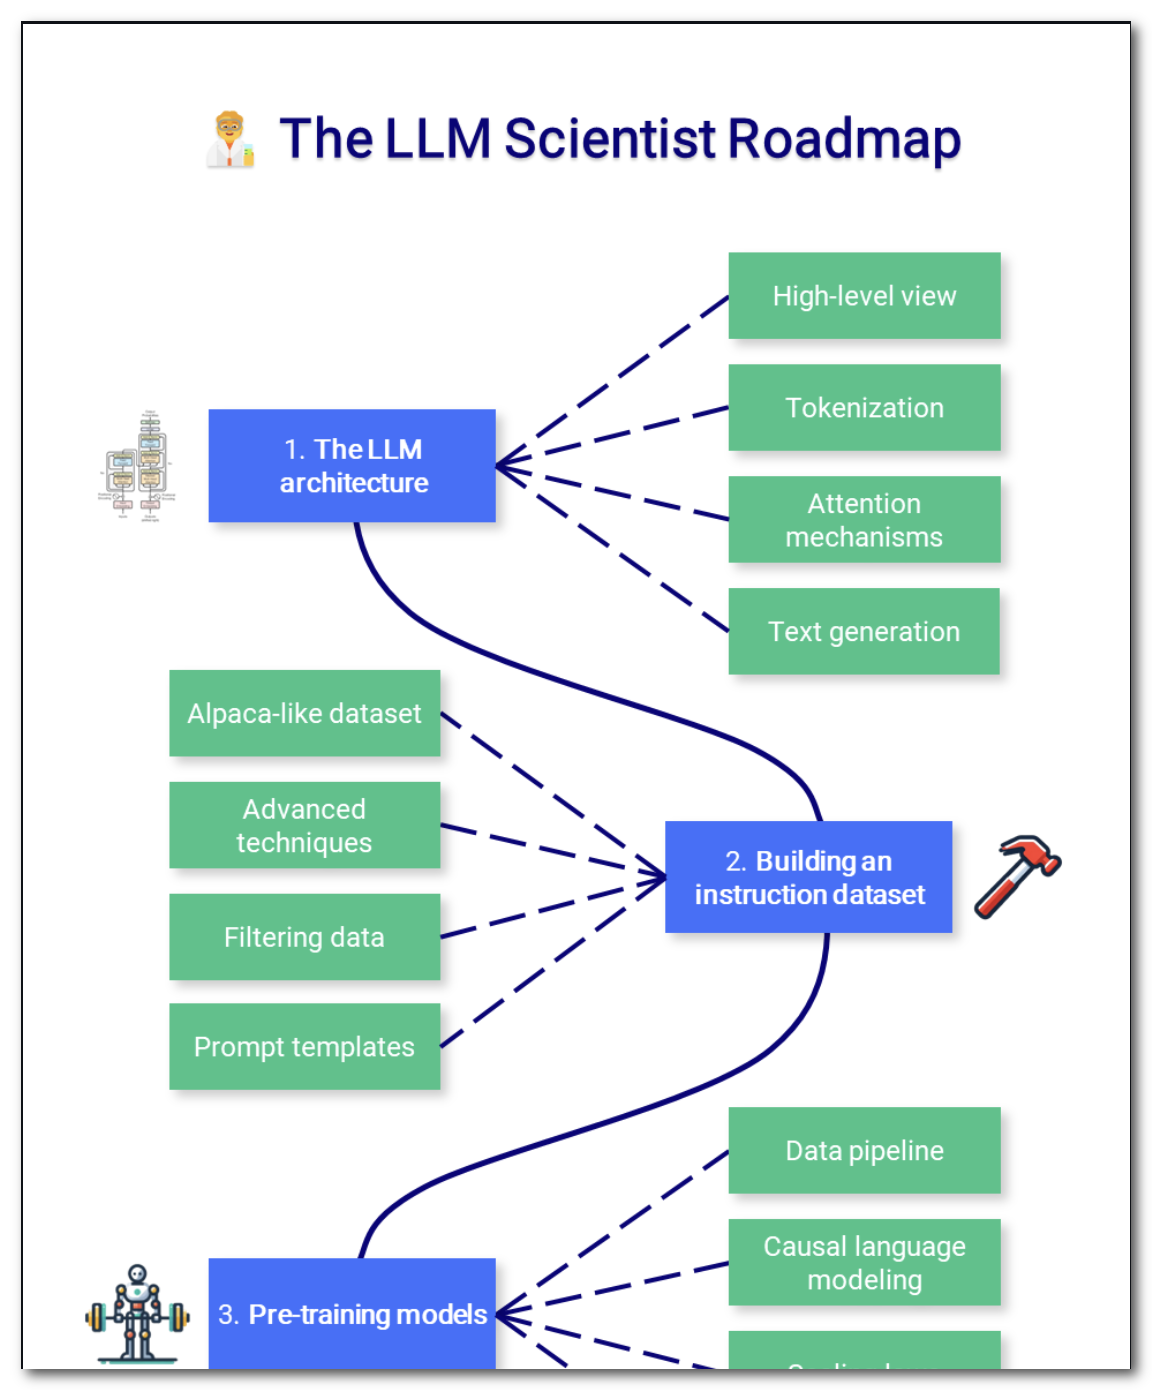 The LLM Scientist Roadmap
High-level view
Tokenization
1. The LLM
architecture
Attention
mechanisms
Text generation
Alpaca-like dataset
Advanced
techniques
Filtering data
Prompt templates
2. Building an
instruction dataset
Data pipeline
Causal language
modeling
3. Pre-training models